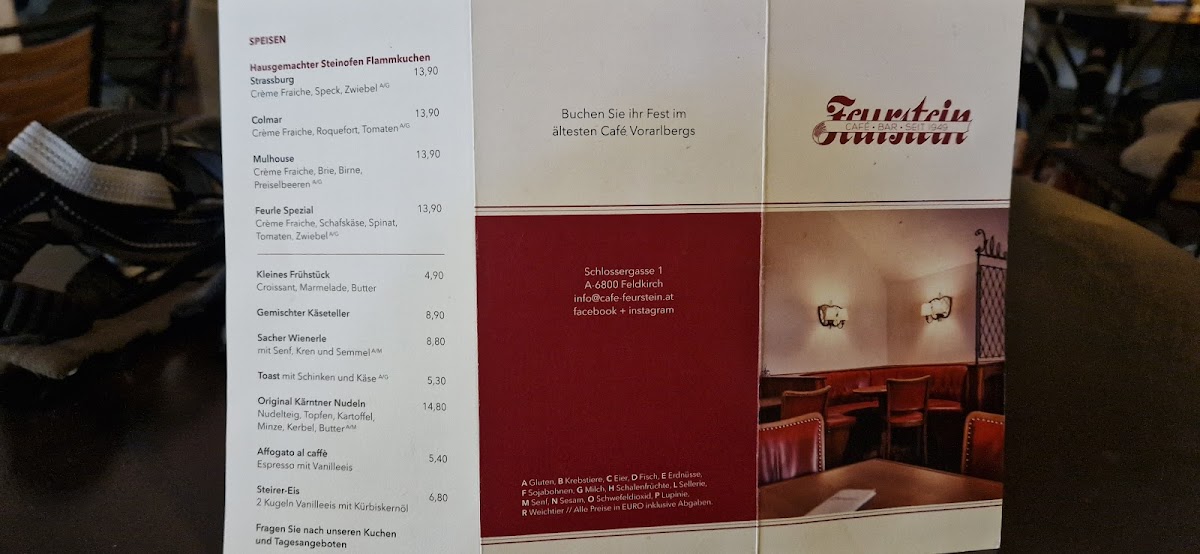 SPEISEN
Hausgemachter Steinofen Flammkuchen
Strassburg 13,90
Crème Fraiche, Speck, Zwiebel A/G
Colmar 13,90
Crème Fraiche, Roquefort, Tomaten A/G
Mulhouse 13,90
Crème Fraiche, Brie, Birne,
Preiselbeeren A/G
Feurle Spezial 13,90
Crème Fraiche, Schafskäse, Spinat,
Tomaten, Zwiebel A/G
Kleines Frühstück 4,90
Croissant, Marmelade, Butter
Gemischter Käseteller 8,90
Sacher Wienerle 8,80
mit Senf, Kren und Semmel A/M
Toast mit Schinken und Käse A/G 5,30
Original Kärntner Nudeln 14,80
Nudelteig, Topfen, Kartoffel,
Minze, Kerbel, Butter A/M
Affogato al caffè 5,40
Espresso mit Vanilleeis
Steirer-Eis 6,80
2 Kugeln Vanilleeis mit Kürbiskernöl
Fragen Sie nach unseren Kuchen
und Tagesangeboten
Buchen Sie ihr Fest im
ältesten Café Vorarlbergs
Schlossergasse 1
A-6800 Feldkirch
info@cafe-feurstein.at
facebook + instagram
A Gluten, B Krebstiere, C Eier, D Fisch, E Erdnüsse,
F Sojabohnen, G Milch, H Schalenfrüchte, L Sellerie,
M Senf, N Sesam, O Schwefeldioxid, P Lupinie,
R Weichtier // Alle Preise in EURO inklusive Abgaben.
Feurstein
CAFÉ • BAR • SEIT 1949